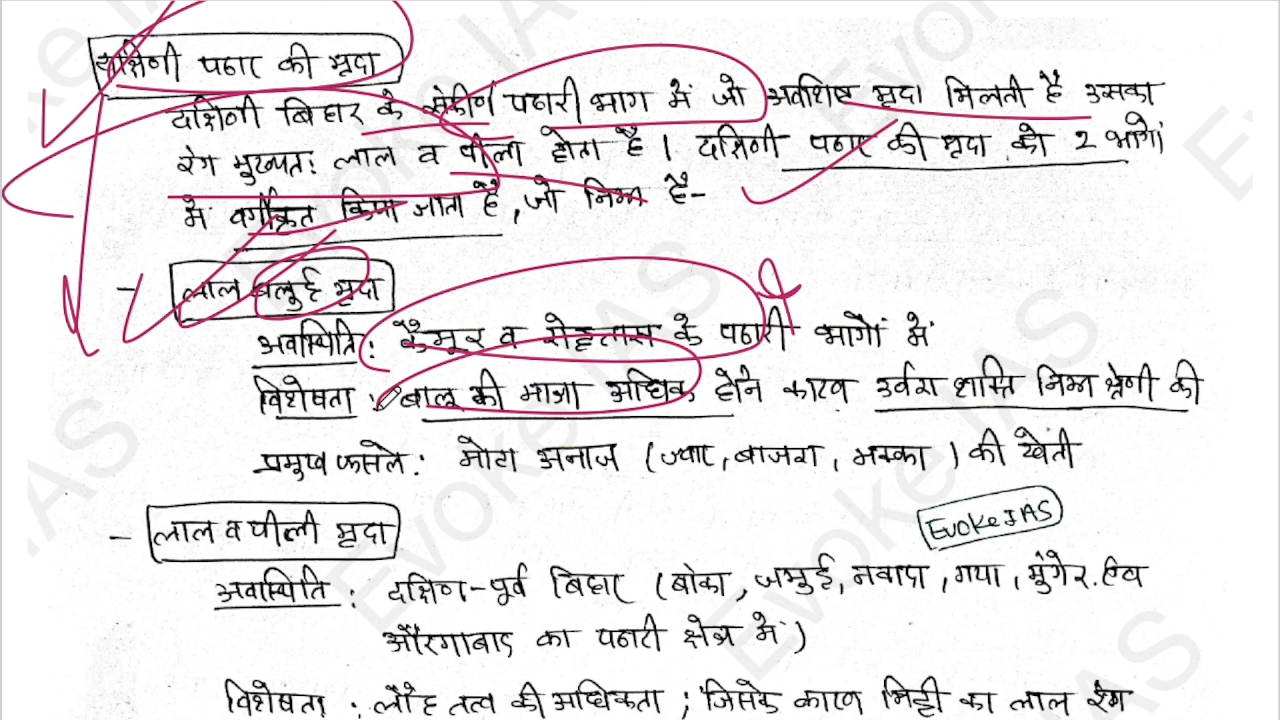 दक्षिणी पठार की मृदा
दक्षिणी बिहार के संकीर्ण पठारी भाग में जो अवशिष्ट मृदा मिलती है उसका
रंग मुख्यतः लाल व पीला होता है। दक्षिणी पठार की मृदा को 2 भागों
में वर्गीकृत किया जाता है, जो निम्न है-
- लाल बलुई मृदा
अवस्थिति : कैमूर व रोहतास के पठारी भागों में
विशेषता : बालू की मात्रा अधिक होने कारण उर्वरा शक्ति निम्न श्रेणी की
प्रमुख फसले : मोटा अनाज (ज्वार, बाजरा, मक्का) की खेती
- लाल व पीली मृदा
Evoke IAS
अवस्थिति : दक्षिण-पूर्व बिहार (बांका, जमुई, नवादा, गया, मुंगेर एंव
औरंगाबाद का पठारी क्षेत्र में)
विशेषता : लौह तत्व की अधिकता ; जिसके कारण मिट्टी का लाल रंग